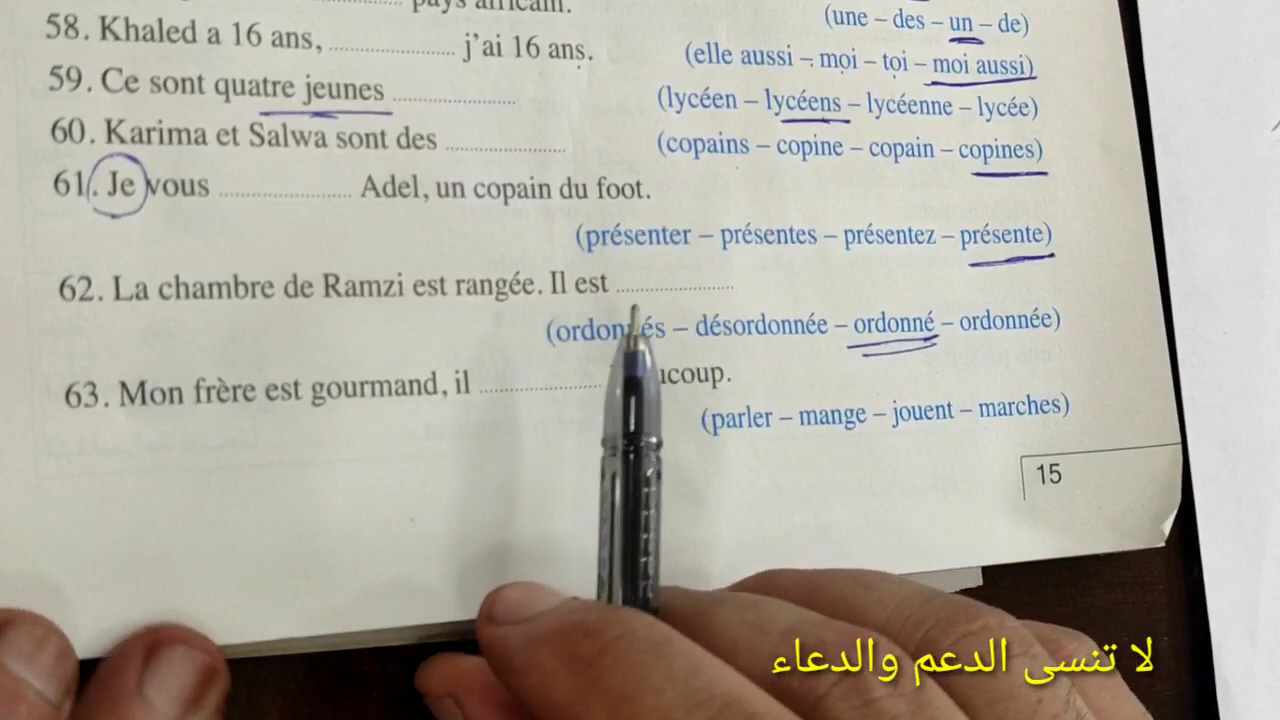 pays africain.
(une – des – un – de)
58. Khaled a 16 ans, ........................ j'ai 16 ans.
(elle aussi – moi – toi – moi aussi)
59. Ce sont quatre jeunes ........................
(lycéen – lycéens – lycéenne – lycée)
60. Karima et Salwa sont des ........................
(copains – copine – copain – copines)
61. Je vous ........................ Adel, un copain du foot.
(présenter – présentes – présentez – présente)
62. La chambre de Ramzi est rangée. Il est ........................
(ordonnés – désordonnée – ordonné – ordonnée)
63. Mon frère est gourmand, il ........................ ucoup.
(parler – mange – jouent – marches)
15
لا تنسى الدعم والدعاء